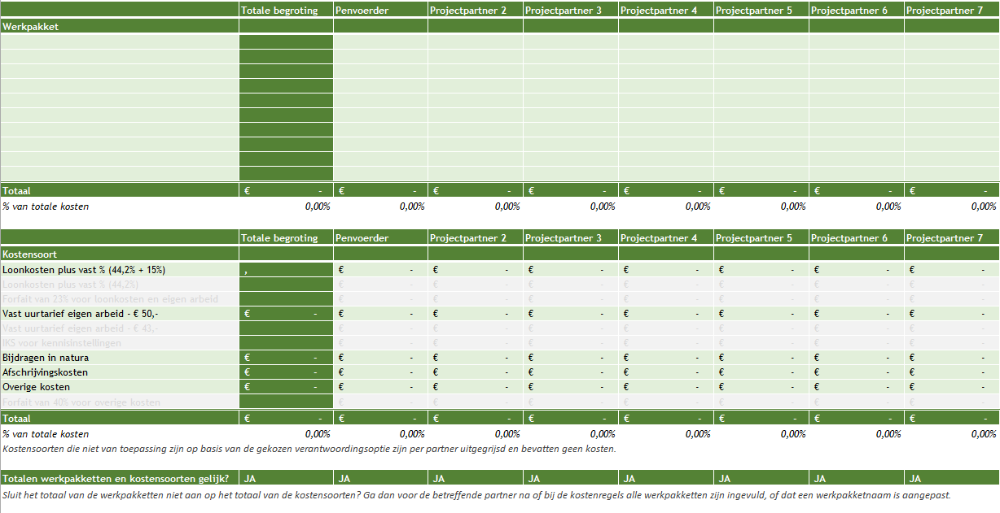 Totale begroting Penvoerder Projectpartner 2 Projectpartner 3 Projectpartner 4 Projectpartner 5 Projectpartner 6 Projectpartner 7
Werkpakket
Totaal € - € - € - € - € - € - € - € -
% van totale kosten 0,00% 0,00% 0,00% 0,00% 0,00% 0,00% 0,00% 0,00%
Totale begroting Penvoerder Projectpartner 2 Projectpartner 3 Projectpartner 4 Projectpartner 5 Projectpartner 6 Projectpartner 7
Kostensoort
Loonkosten plus vast % (44,2% + 15%) , € - € - € - € - € - € - € -
Loonkosten plus vast % (44,2%) € - € - € - € - € - € - € -
Forfait van 23% voor loonkosten en eigen arbeid € - € - € - € - € - € - € -
Vast uurtarief eigen arbeid - € 50,- € - € - € - € - € - € - € - € -
Vast uurtarief eigen arbeid - € 43,- € - € - € - € - € - € - € -
IKS voor kennisinstellingen € - € - € - € - € - € - € -
Bijdragen in natura € - € - € - € - € - € - € - € -
Afschrijvingskosten € - € - € - € - € - € - € - € -
Overige kosten € - € - € - € - € - € - € - € -
Forfait van 40% voor overige kosten € - € - € - € - € - € - € -
Totaal € - € - € - € - € - € - € - € -
% van totale kosten 0,00% 0,00% 0,00% 0,00% 0,00% 0,00% 0,00% 0,00%
Kostensoorten die niet van toepassing zijn op basis van de gekozen verantwoordingsoptie zijn per partner uitgegrijsd en bevatten geen kosten.
Totalen werkpakketten en kostensoorten gelijk? JA JA JA JA JA JA JA JA
Sluit het totaal van de werkpakketten niet aan op het totaal van de kostensoorten? Ga dan voor de betreffende partner na of bij de kostenregels alle werkpakketten zijn ingevuld, of dat een werkpakketnaam is aangepast.